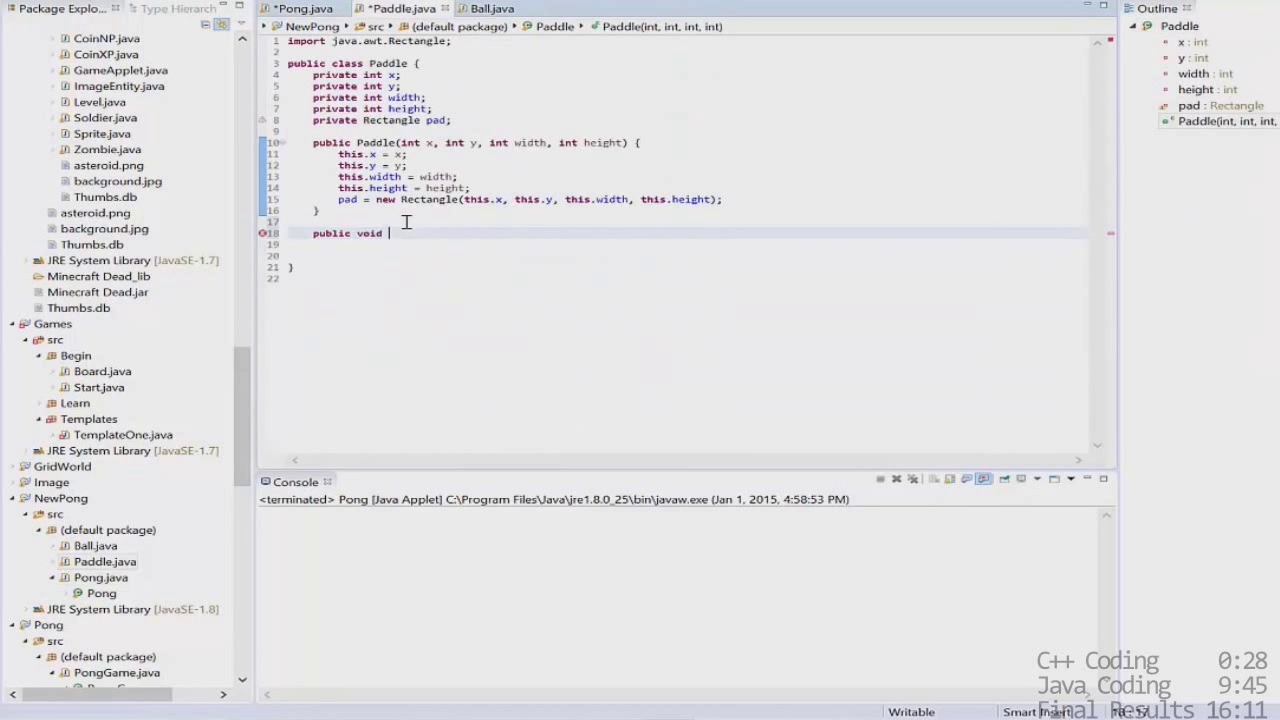 Package Explo...
Type Hierarch
CoinNP.java
CoinXP.java
GameApplet.java
ImageEntity.java
Level.java
Soldier.java
Sprite.java
Zombie.java
asteroid.png
background.jpg
Thumbs.db
asteroid.png
background.jpg
Thumbs.db
JRE System Library [JavaSE-1.7]
Minecraft Dead_lib
Minecraft Dead.jar
Thumbs.db
Games
src
Begin
Board.java
Start.java
Learn
Templates
TemplateOne.java
JRE System Library [JavaSE-1.7]
GridWorld
Image
NewPong
src
(default package)
Ball.java
Paddle.java
Pong.java
Pong
JRE System Library [JavaSE-1.8]
Pong
src
(default package)
PongGame.java
*Pong.java *Paddle.java Ball.java
NewPong src (default package) Paddle Paddle(int, int, int, int)
1 import java.awt.Rectangle;
2
3 public class Paddle {
4 private int x;
5 private int y;
6 private int width;
7 private int height;
8 private Rectangle pad;
9
10 public Paddle(int x, int y, int width, int height) {
11 this.x = x;
12 this.y = y;
13 this.width = width;
14 this.height = height;
15 pad = new Rectangle(this.x, this.y, this.width, this.height);
16 }
17
18 public void
19
20
21 }
22
Console
<terminated> Pong [Java Applet] C:\Program Files\Java\jre1.8.0_25\bin\javaw.exe (Jan 1, 2015, 4:58:53 PM)
Outline
Paddle
x : int
y : int
width : int
height : int
pad : Rectangle
Paddle(int, int, int,
C++ Coding 0:28
Java Coding 9:45
Final Results 16:11
Writable Smart Insert